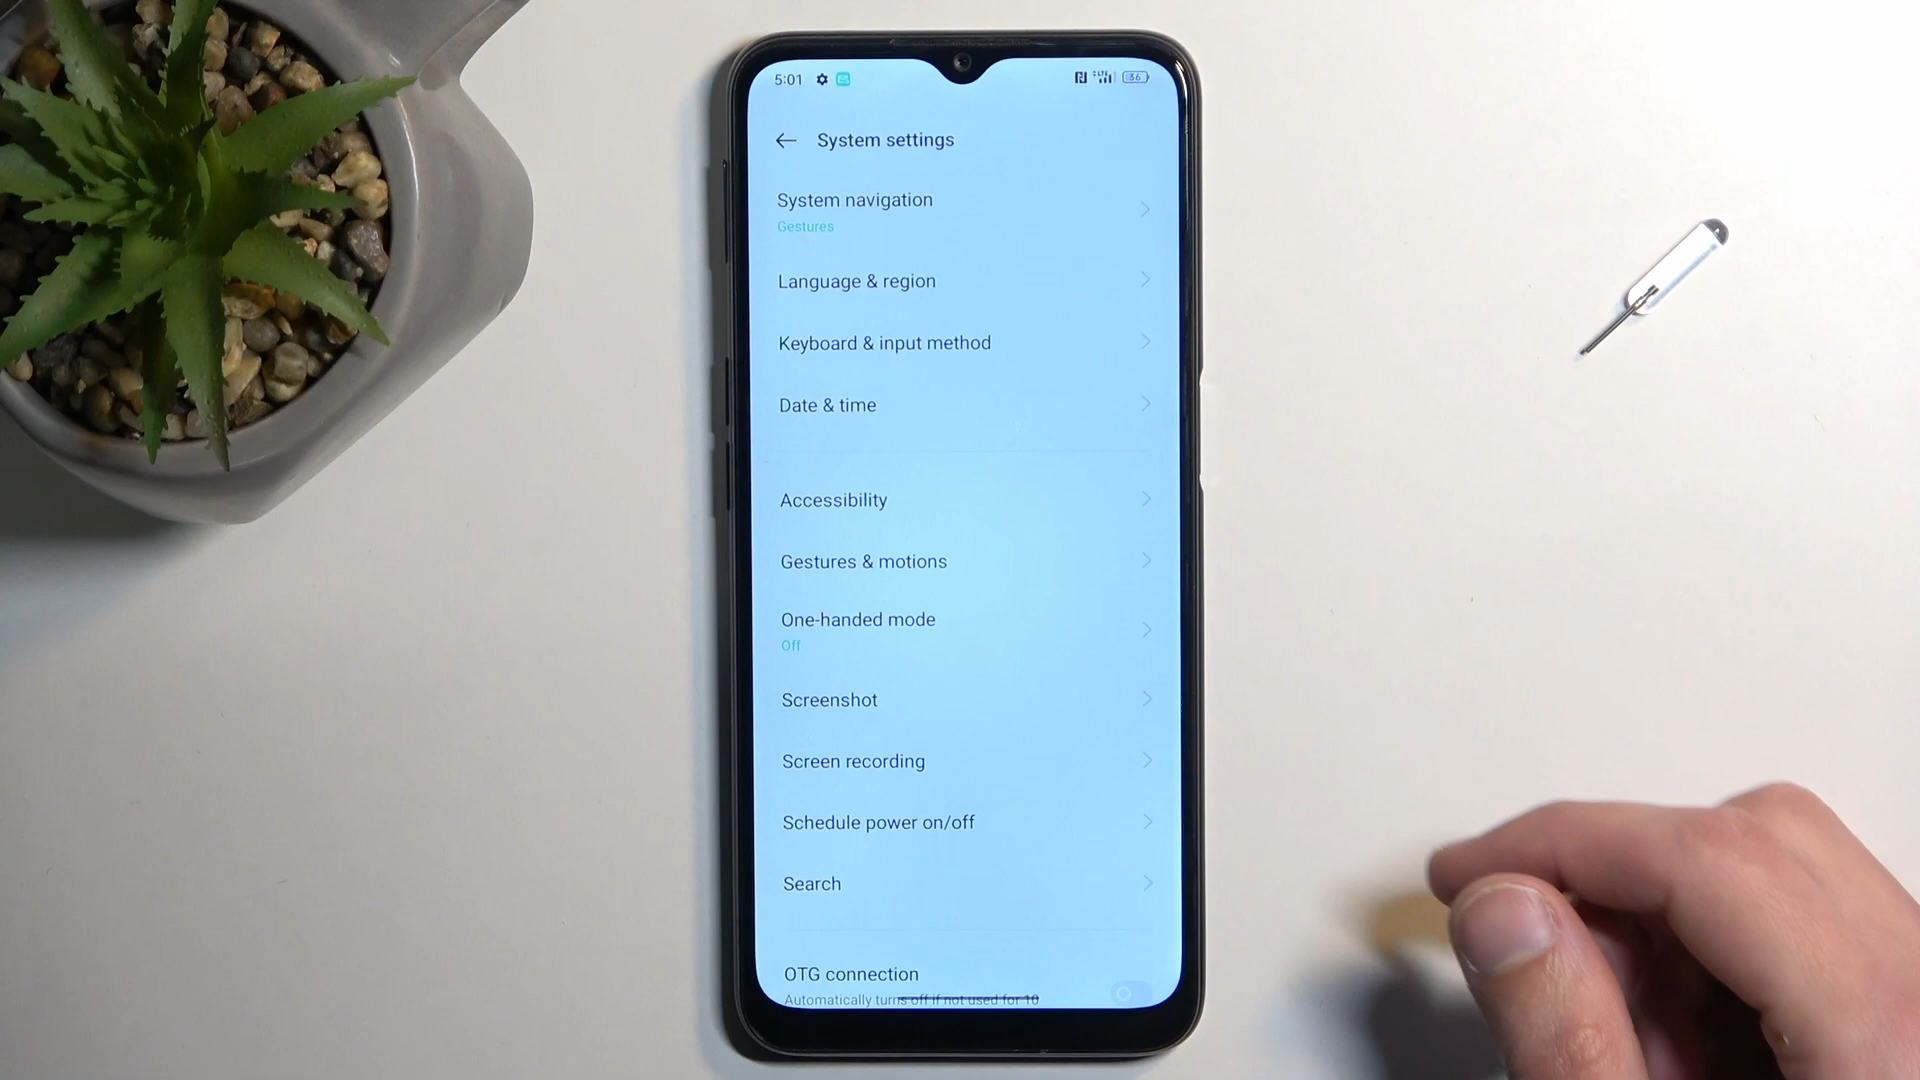 5:01
LTE
36
System settings
System navigation
Gestures
Language & region
Keyboard & input method
Date & time
Accessibility
Gestures & motions
One-handed mode
Off
Screenshot
Screen recording
Schedule power on/off
Search
OTG connection
Automatically turns off if not used for 10